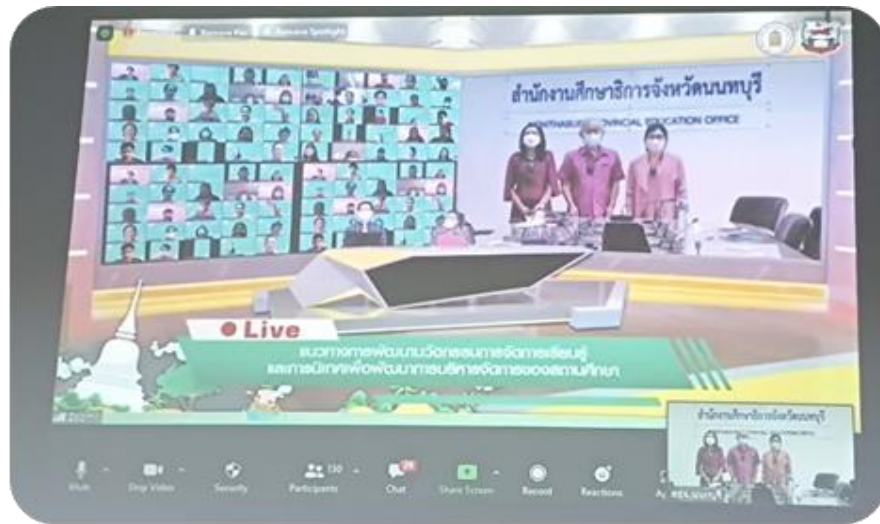 Remove Pin
Remove Spotlight
สำนักงานศึกษาธิการจังหวัดนนทบุรี
NONTHABURI PROVINCIAL EDUCATION OFFICE
Live
แนวทางการพัฒนานวัตกรรมการจัดการเรียนรู้
และการนิเทศเพื่อพัฒนาการบริหารจัดการของสถานศึกษา
สำนักงานศึกษาธิการจังหวัดนนทบุรี
Mute
Stop Video
Security
130
Participants
Chat
Share Screen
Record
Reactions